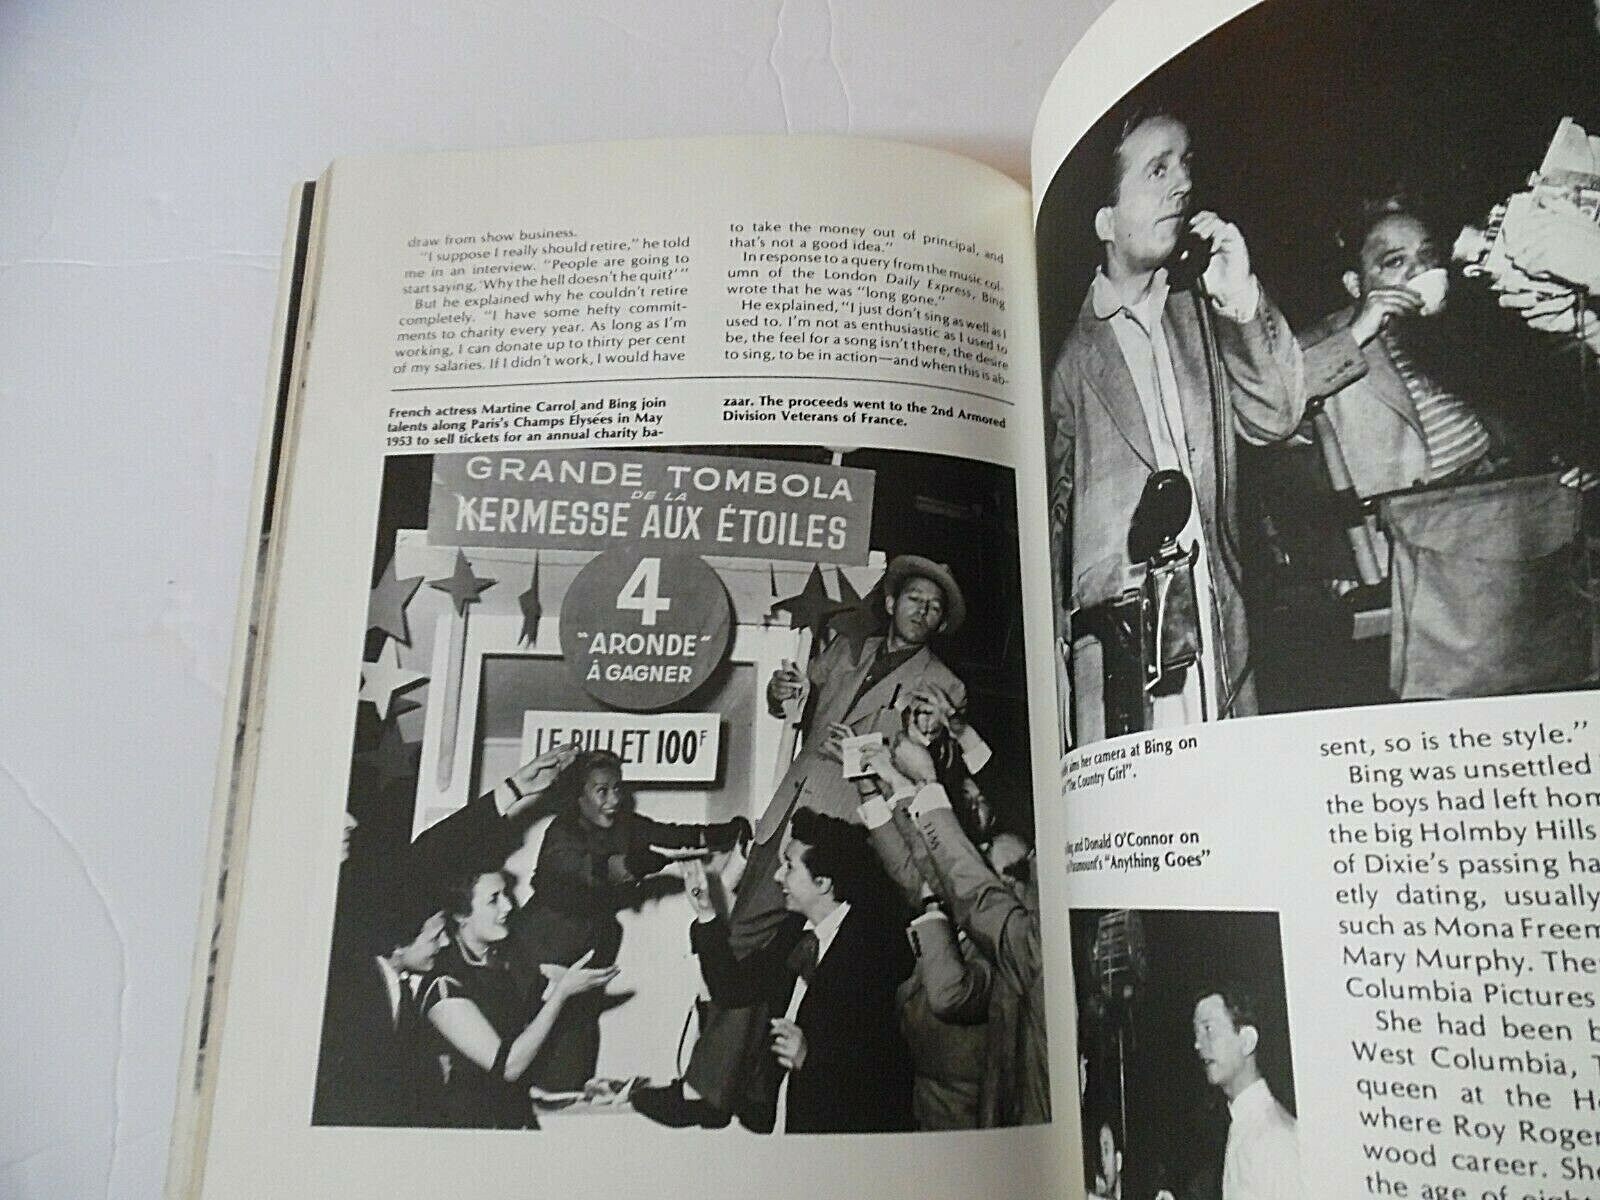 draw from show business.
"I suppose I really should retire," he told
me in an interview. "People are going to
start saying, 'Why the hell doesn't he quit?'"
But he explained why he couldn't retire
completely. "I have some hefty commit-
ments to charity every year. As long as I'm
working, I can donate up to thirty per cent
of my salaries. If I didn't work, I would have
to take the money out of principal, and
that's not a good idea."
In response to a query from the music col-
umn of the London Daily Express, Bing
wrote that he was "long gone."
He explained, "I just don't sing as well as I
used to. I'm not as enthusiastic as I used to
be, the feel for a song isn't there, the desire
to sing, to be in action—and when this is ab-
French actress Martine Carrol and Bing join
talents along Paris's Champs Elysées in May
1953 to sell tickets for an annual charity ba-
zaar. The proceeds went to the 2nd Armored
Division Veterans of France.
GRANDE TOMBOLA
DE LA
KERMESSE AUX ÉTOILES
4
"ARONDE"
À GAGNER
LE BILLET 100F
aims her camera at Bing on
"The Country Girl".
and Donald O'Connor on
Paramount's "Anything Goes"
sent, so is the style."
Bing was unsettled
the boys had left hom
the big Holmby Hills
of Dixie's passing ha
etly dating, usually
such as Mona Freem
Mary Murphy. The
Columbia Pictures
She had been b
West Columbia, T
queen at the Ho
where Roy Roger
wood career. She
the age of